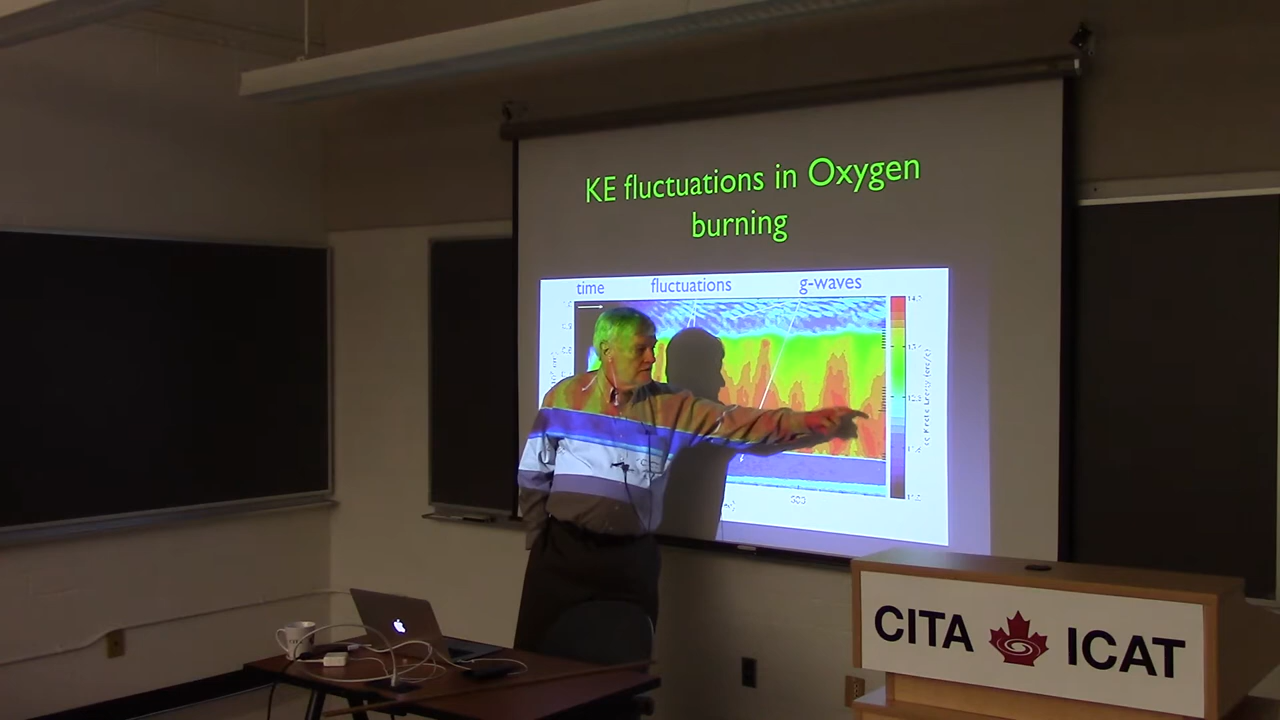 KE fluctuations in Oxygen
burning
time fluctuations g-waves
CITA ICAT